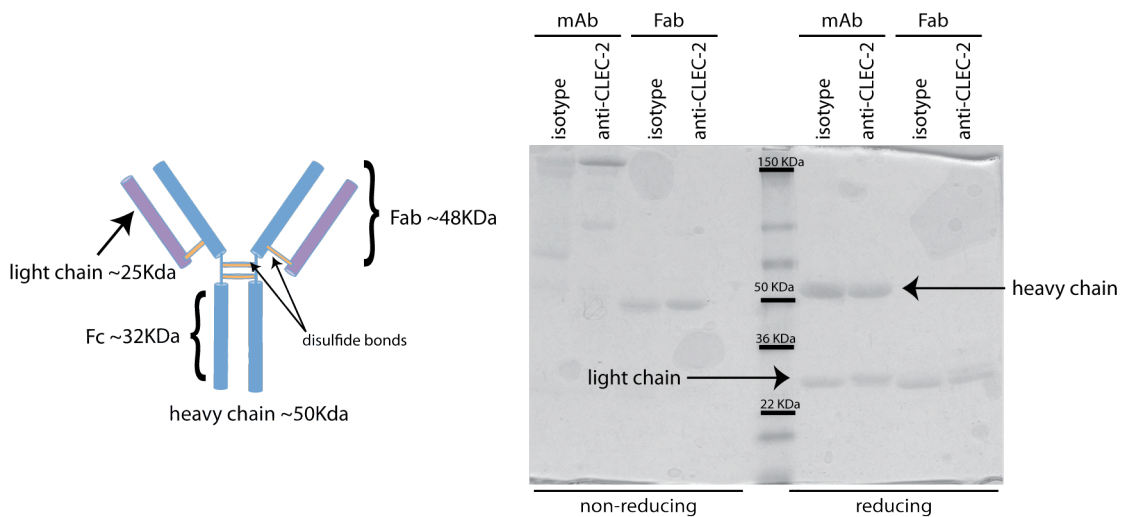 light chain ~25Kda
Fab ~48KDa
Fc ~32KDa
disulfide bonds
heavy chain ~50Kda
mAb
Fab
mAb
Fab
isotype
anti-CLEC-2
isotype
anti-CLEC-2
isotype
anti-CLEC-2
isotype
anti-CLEC-2
150 KDa
50 KDa
heavy chain
36 KDa
light chain
22 KDa
non-reducing
reducing